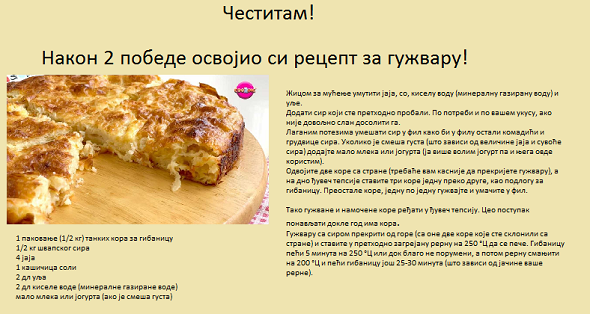 Честитам!
Након 2 победе освојио си рецепт за гужвару!
1 паковање (1/2 кг) танких кора за гибаницу
1/2 кг швапског сира
4 јаја
1 кашичица соли
2 дл уља
2 дл киселе воде (минералне газиране воде)
мало млека или јогурта (ако је смеша густа)
Жицом за мућење умутити јаја, со, киселу воду (минералну газирану воду) и
уље.
Додати сир који сте претходно пробали. По потреби и по вашем укусу, ако
није довољно слан досолити га.
Лаганим потезима умешати сир у фил како би у филу остали комадићи и
грудвице сира. Уколико је смеша густа (што зависи од величине јаја и сувоће
сира) додајте мало млека или јогурта (ја више волим јогурт па и њега овде
користим).
Одвојите две коре са стране (требаће вам касније да прекријете гужвару), а
на дно ђувеч тепсије ставите три коре једну преко друге, као подлогу за
гибаницу. Преостале коре, једну по једну гужвајте и умачите у фил.
Тако гужване и намочене коре ређати у ђувеч тепсију. Цео поступак
понављати докле год има кора.
Гужвару са сиром прекрити од горе (са оне две коре које сте склонили са
стране) и ставите у претходно загрејану рерну на 250 °Ц да се пече. Гибаницу
пећи 5 минута на 250 °Ц или док благо не порумени, а потом рерну смањити
на 200 °Ц и пећи гибаницу још 25-30 минута (што зависи од јачине ваше
рерне).